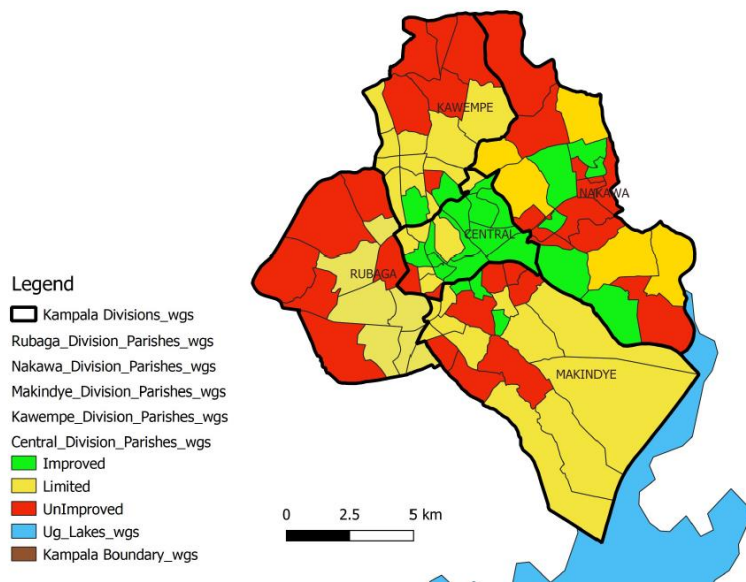 KAWEMPE
NAKAWA
CENTRAL
RUBAGA
MAKINDYE
Legend
Kampala Divisions_wgs
Rubaga_Division_Parishes_wgs
Nakawa_Division_Parishes_wgs
Makindye_Division_Parishes_wgs
Kawempe_Division_Parishes_wgs
Central_Division_Parishes_wgs
Improved
Limited
UnImproved
Ug_Lakes_wgs
Kampala Boundary_wgs
0 2.5 5 km